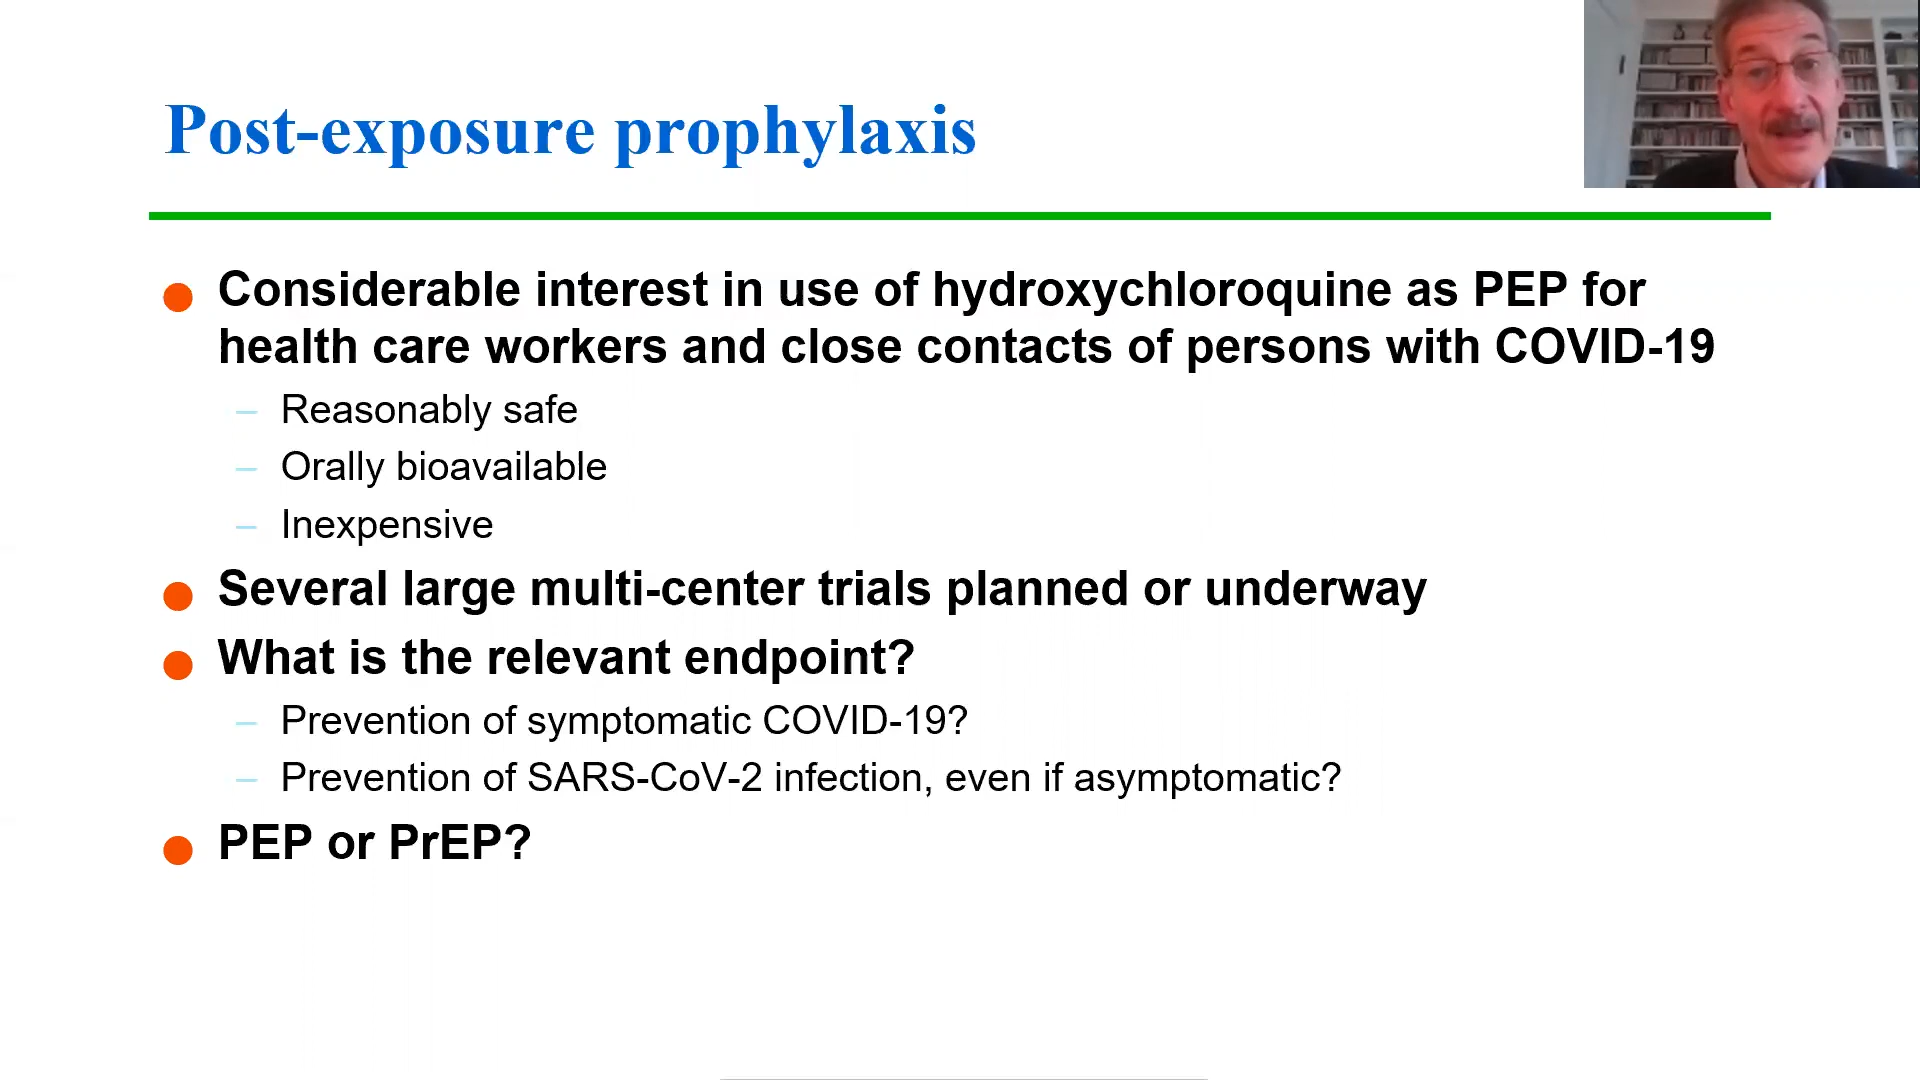 Post-exposure prophylaxis
Considerable interest in use of hydroxychloroquine as PEP for
health care workers and close contacts of persons with COVID-19
– Reasonably safe
– Orally bioavailable
– Inexpensive
Several large multi-center trials planned or underway
What is the relevant endpoint?
– Prevention of symptomatic COVID-19?
– Prevention of SARS-CoV-2 infection, even if asymptomatic?
PEP or PrEP?